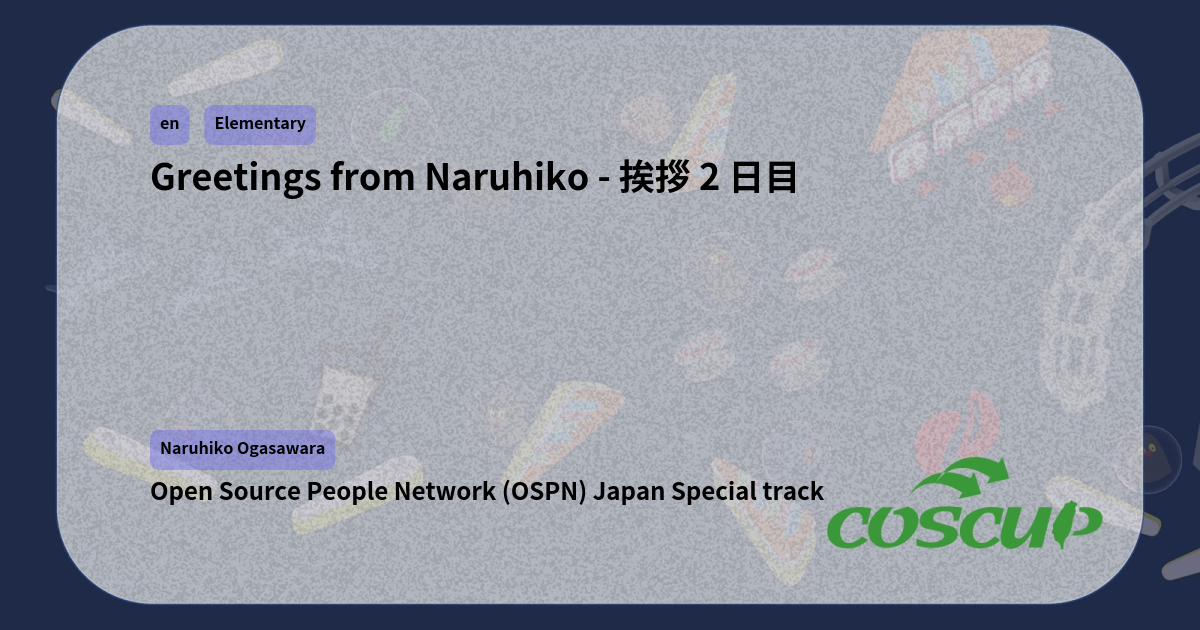 en Elementary
Greetings from Naruhiko - 挨拶 2 日目
Naruhiko Ogasawara
Open Source People Network (OSPN) Japan Special track
COSCUP